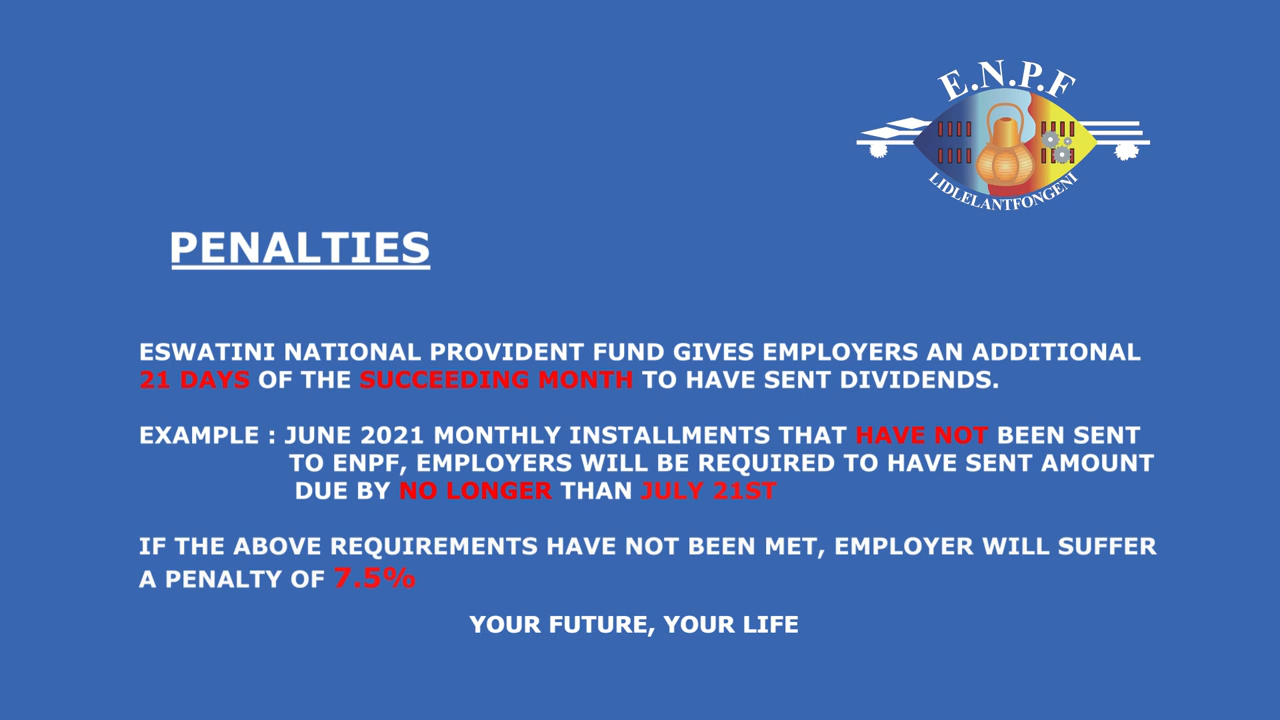 E.N.P.F
LIDLELANTFONGENI
PENALTIES
ESWATINI NATIONAL PROVIDENT FUND GIVES EMPLOYERS AN ADDITIONAL
21 DAYS OF THE SUCCEEDING MONTH TO HAVE SENT DIVIDENDS.
EXAMPLE : JUNE 2021 MONTHLY INSTALLMENTS THAT HAVE NOT BEEN SENT
TO ENPF, EMPLOYERS WILL BE REQUIRED TO HAVE SENT AMOUNT
DUE BY NO LONGER THAN JULY 21ST
IF THE ABOVE REQUIREMENTS HAVE NOT BEEN MET, EMPLOYER WILL SUFFER
A PENALTY OF 7.5%
YOUR FUTURE, YOUR LIFE